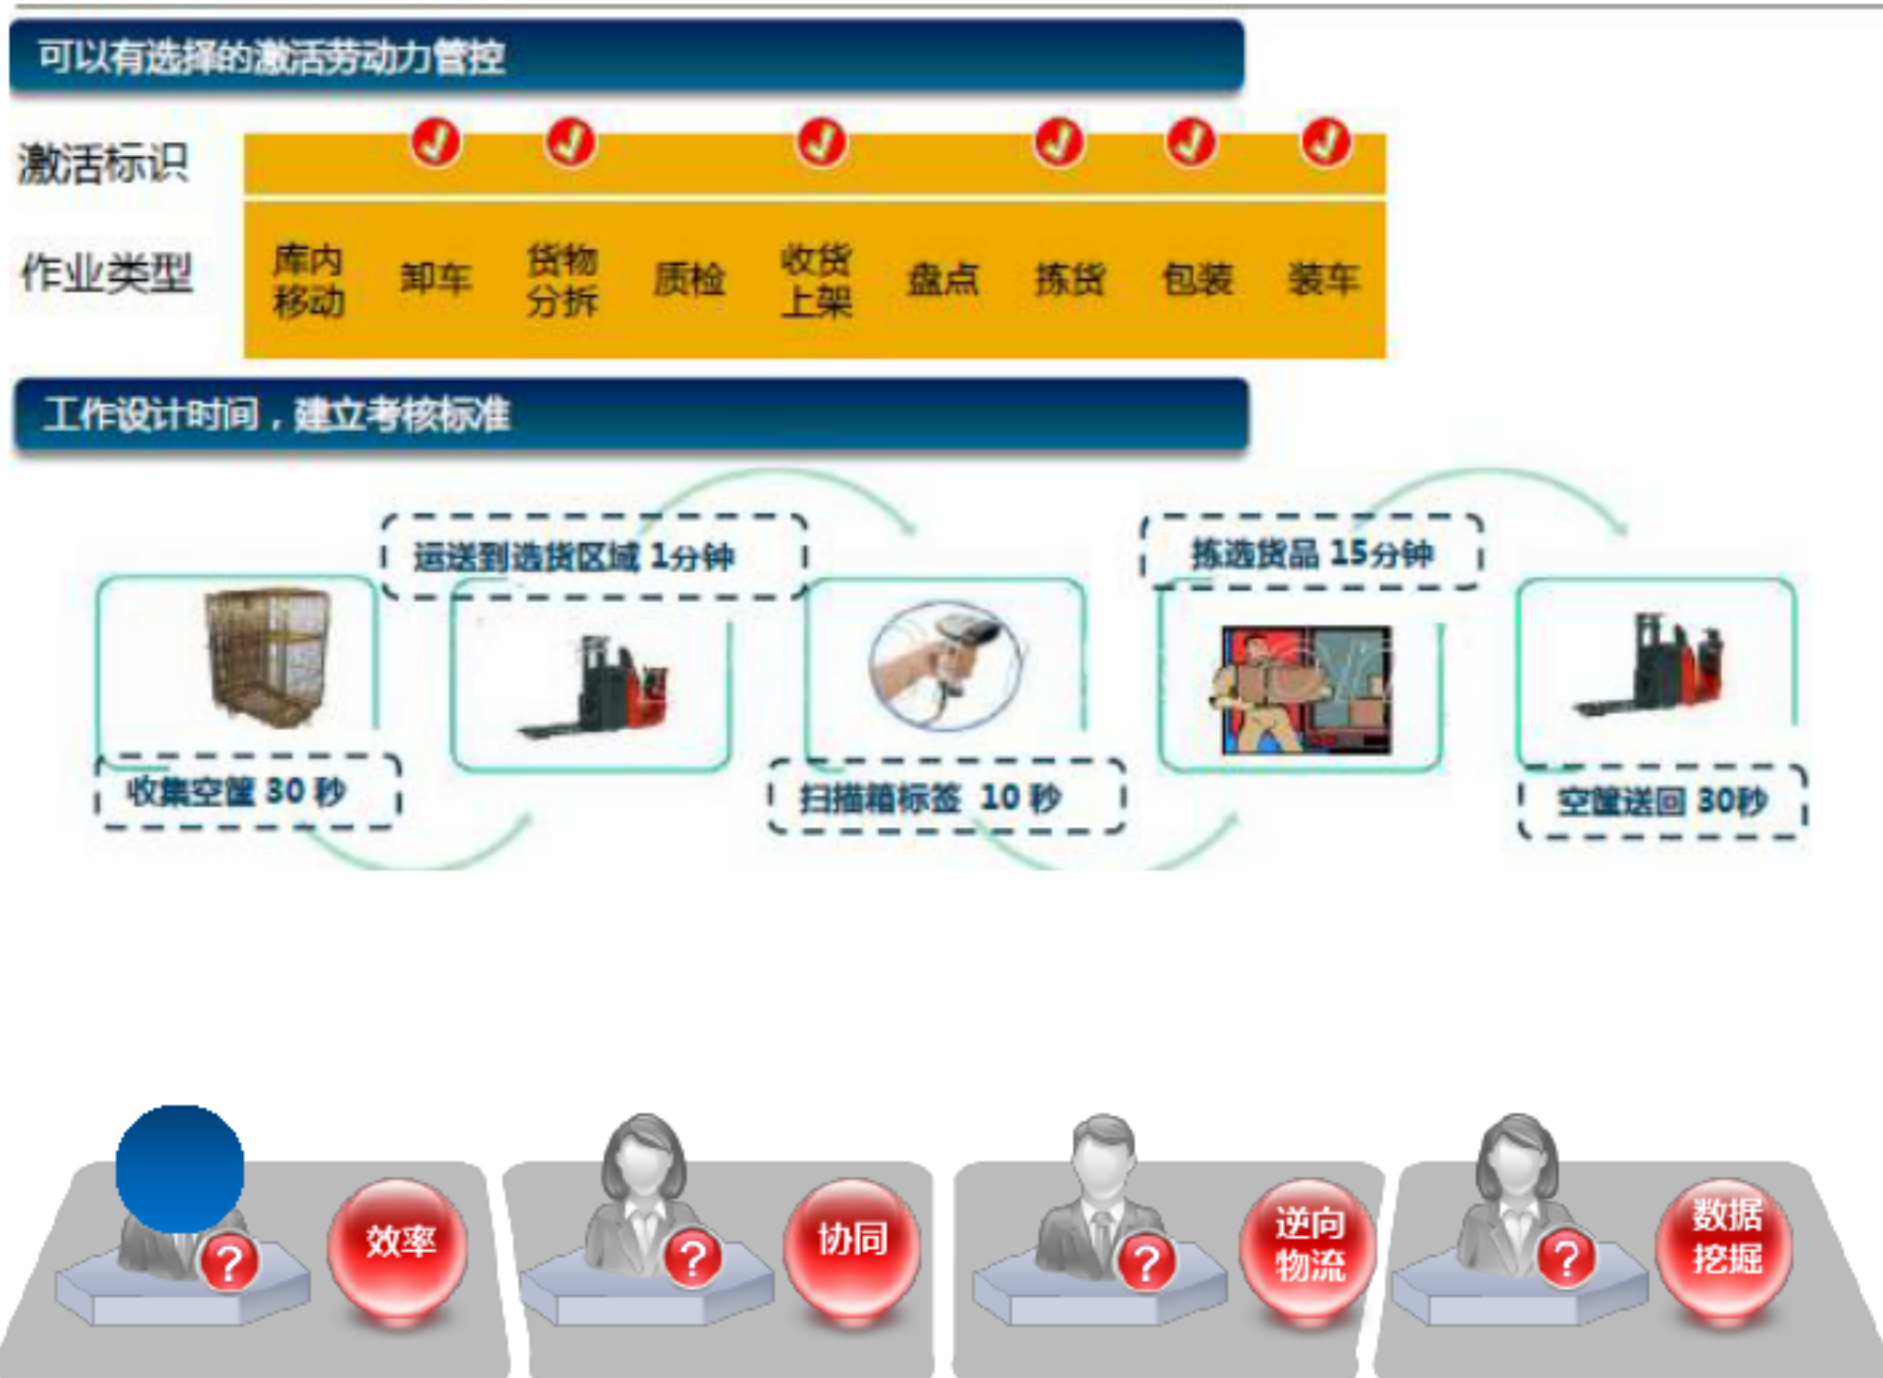 可以有选择的激活劳动力管控
激活标识
作业类型
库内
移动
卸车
货物
分拆
质检
收货
上架
盘点
拣货
包装
装车
工作设计时间，建立考核标准
运送到选货区域 1分钟
拣选货品 15分钟
收集空筐 30 秒
扫描箱标签 10 秒
空筐送回 30秒
?
效率
?
协同
?
逆向
物流
?
数据
挖掘